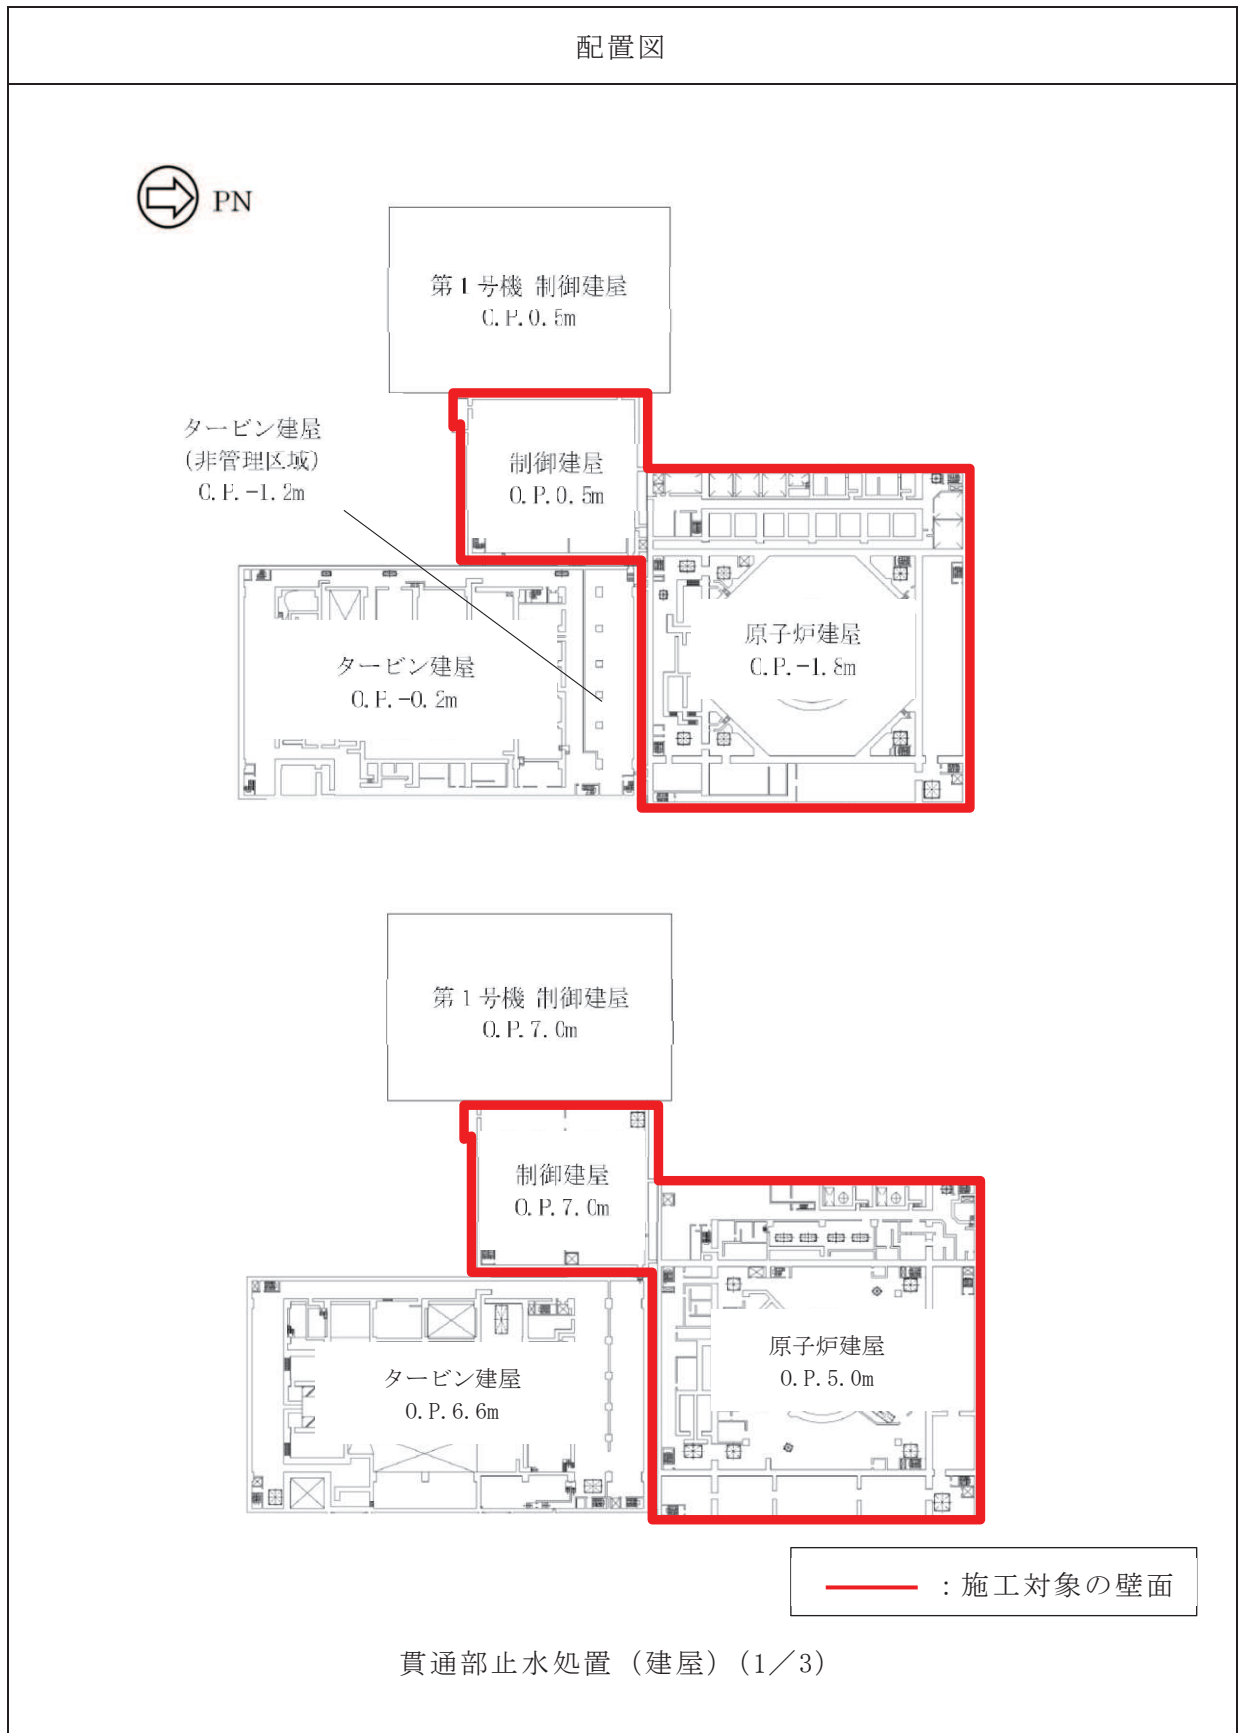 配置図
PN
第1号機 制御建屋
O.P.0.5m
タービン建屋
(非管理区域)
O.P.-1.2m
制御建屋
O.P.0.5m
原子炉建屋
O.P.-1.8m
タービン建屋
O.P.-0.2m
第1号機 制御建屋
O.P.7.0m
制御建屋
O.P.7.0m
原子炉建屋
O.P.5.0m
タービン建屋
O.P.6.6m
:施工対象の壁面
貫通部止水処置（建屋）（1／3）